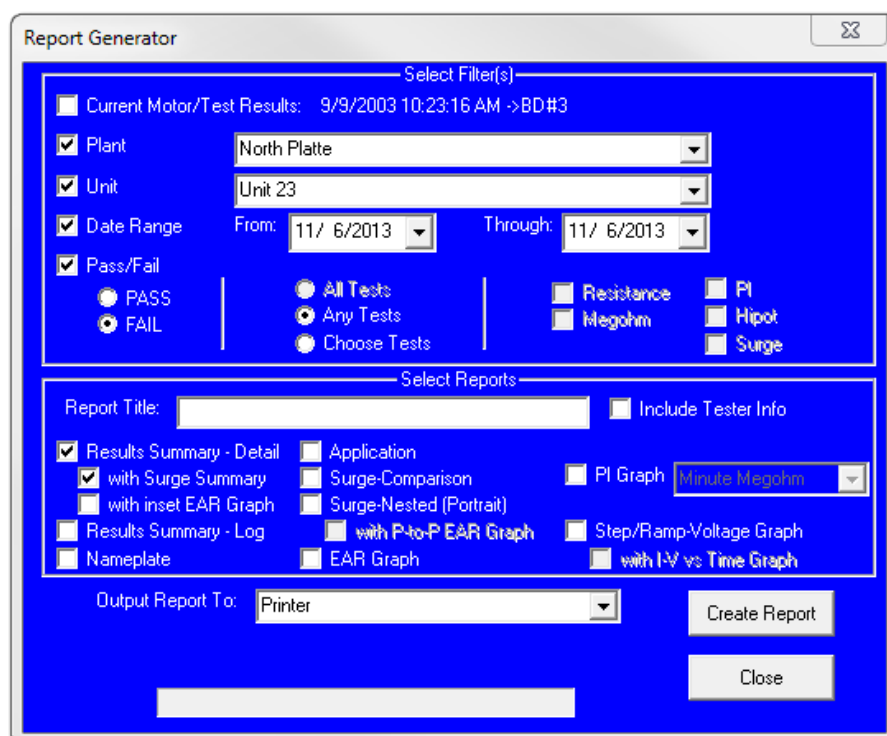 Report Generator
Select Filter(s)
Current Motor/Test Results: 9/9/2003 10:23:16 AM ->BD#3
Plant North Platte
Unit Unit 23
Date Range From: 11/ 6/2013 Through: 11/ 6/2013
Pass/Fail
PASS
FAIL
All Tests
Any Tests
Choose Tests
Resistance
Megohm
PI
Hipot
Surge
Select Reports
Report Title: Include Tester Info
Results Summary - Detail
with Surge Summary
with inset EAR Graph
Results Summary - Log
Nameplate
Application
Surge-Comparison
Surge-Nested (Portrait)
with P-to-P EAR Graph
EAR Graph
PI Graph Minute Megohm
Step/Ramp-Voltage Graph
with I-V vs Time Graph
Output Report To: Printer
Create Report
Close